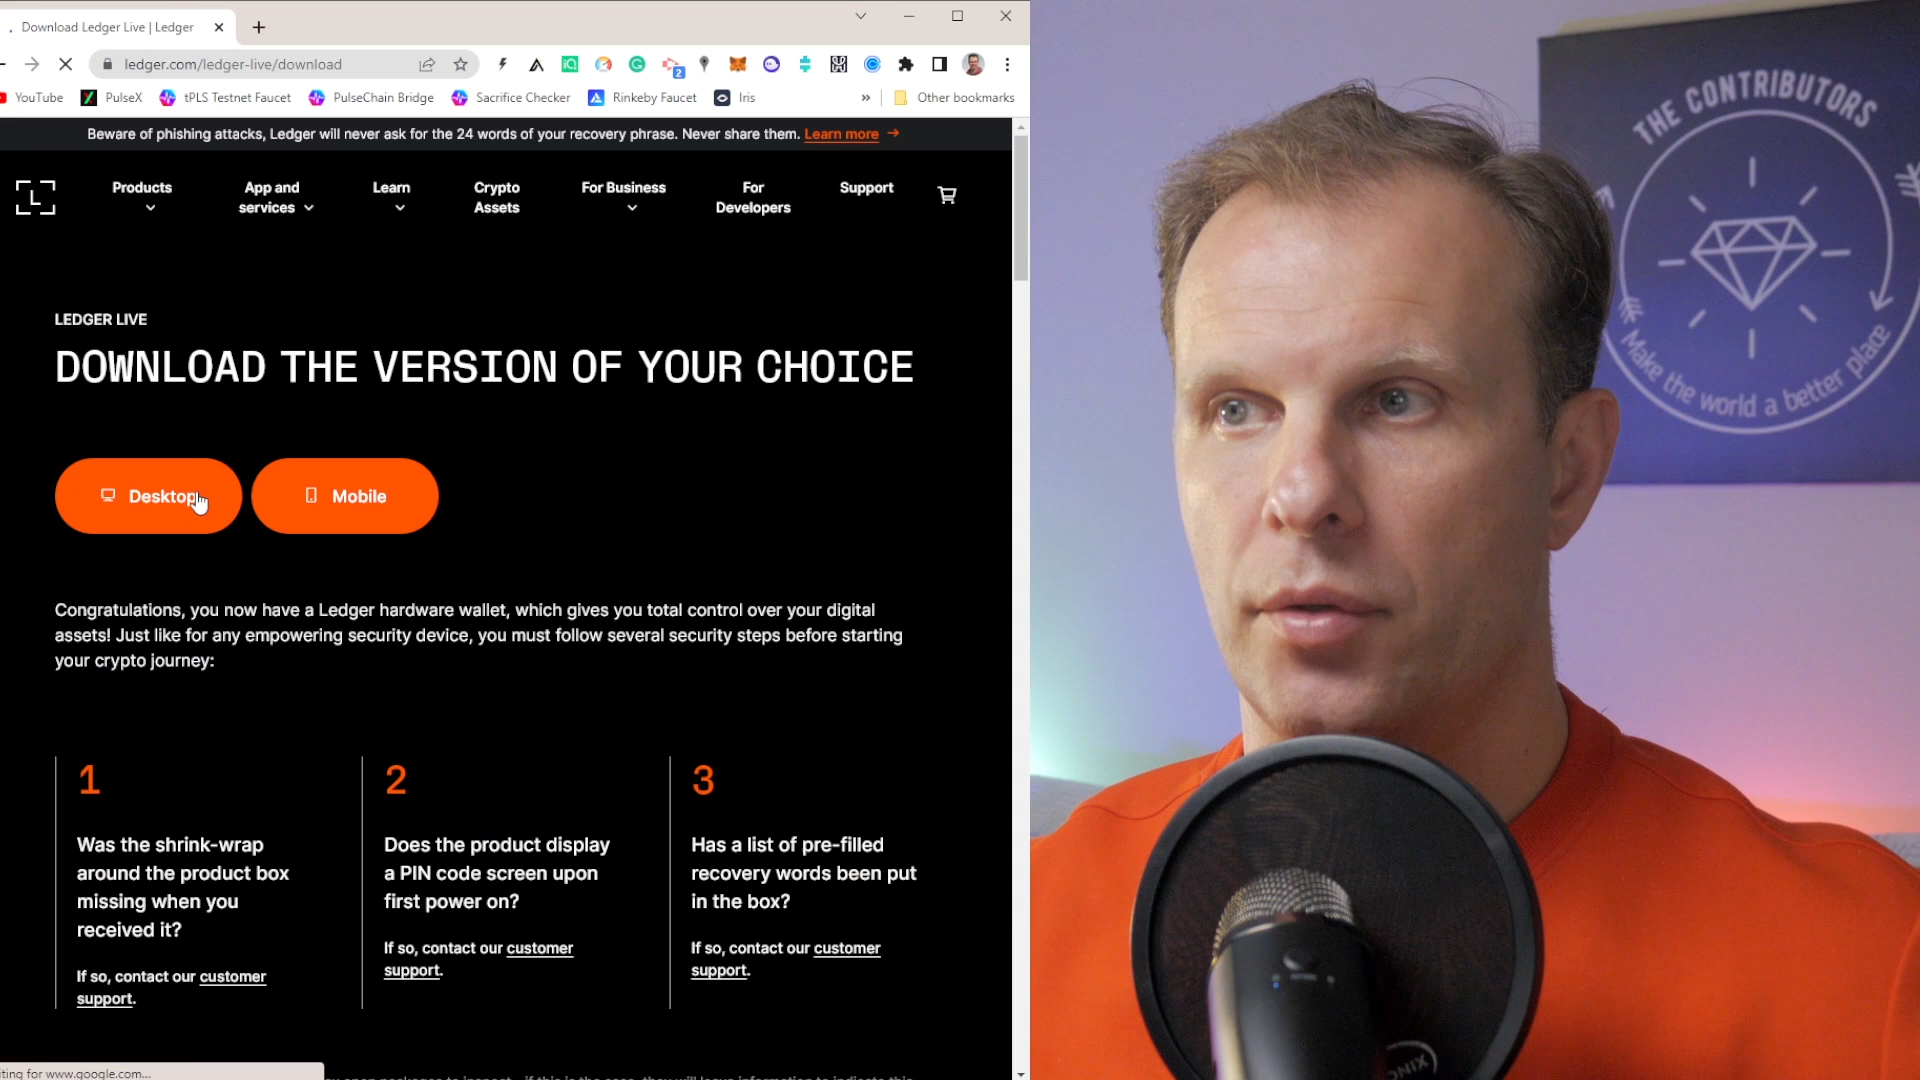 Download Ledger Live | Ledger
ledger.com/ledger-live/download
2
YouTube PulseX tPLS Testnet Faucet PulseChain Bridge Sacrifice Checker Rinkeby Faucet Iris » Other bookmarks
Beware of phishing attacks, Ledger will never ask for the 24 words of your recovery phrase. Never share them. Learn more →
Products
App and services
Learn
Crypto Assets
For Business
For Developers
Support
LEDGER LIVE
DOWNLOAD THE VERSION OF YOUR CHOICE
Desktop
Mobile
Congratulations, you now have a Ledger hardware wallet, which gives you total control over your digital
assets! Just like for any empowering security device, you must follow several security steps before starting
your crypto journey:
1
Was the shrink-wrap
around the product box
missing when you
received it?
If so, contact our customer
support.
2
Does the product display
a PIN code screen upon
first power on?
If so, contact our customer
support.
3
Has a list of pre-filled
recovery words been put
in the box?
If so, contact our customer
support.
for www.google.com...
THE CONTRIBUTORS
Make the world a better place